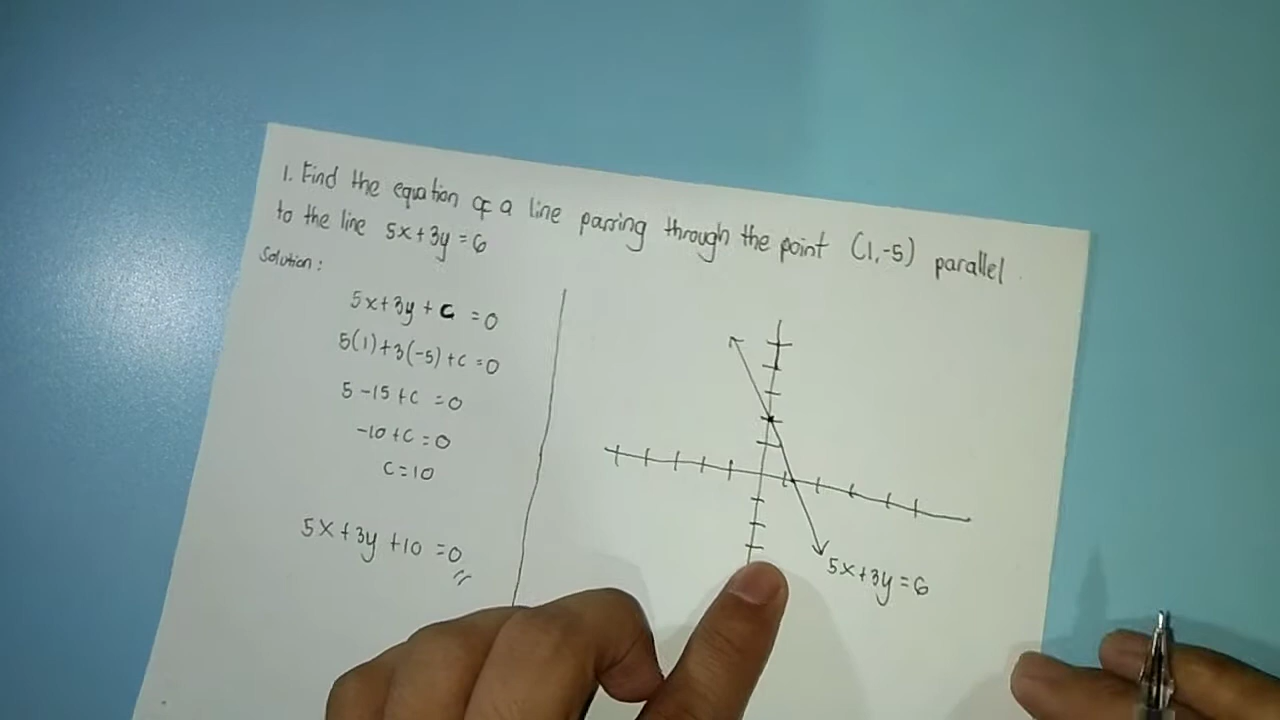 1. Find the equation of a line passing through the point (1,-5) parallel
to the line 5x+3y=6
Solution:
5x+3y+C=0
5(1)+3(-5)+C=0
5-15+C=0
-10+C=0
C=10
5x+3y+10=0
5x+3y=6